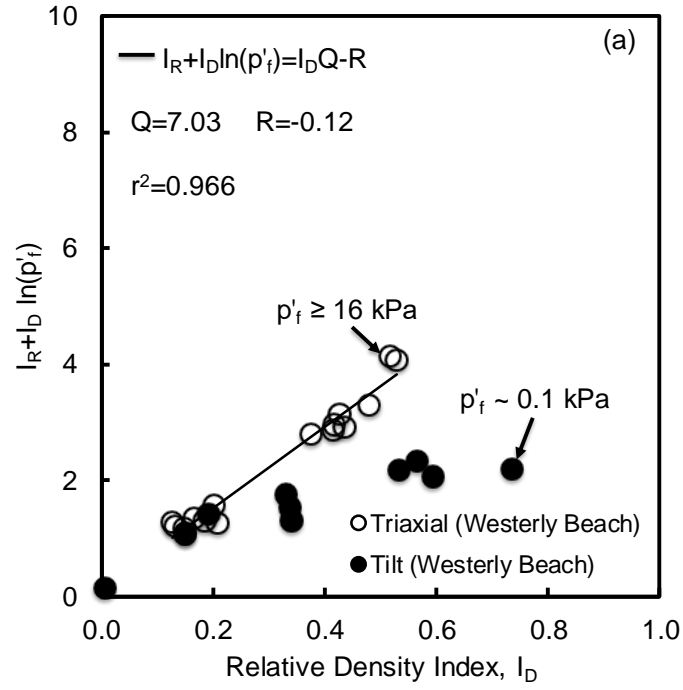 10
(a)
I_R+I_Dln(p'_f)=I_DQ-R
Q=7.03 R=-0.12
8
r²=0.966
6
p'_f ≥ 16 kPa
4
p'_f ~ 0.1 kPa
2
Triaxial (Westerly Beach)
Tilt (Westerly Beach)
0
0.0 0.2 0.4 0.6 0.8 1.0
Relative Density Index, I_D
I_R+I_D ln(p'_f)